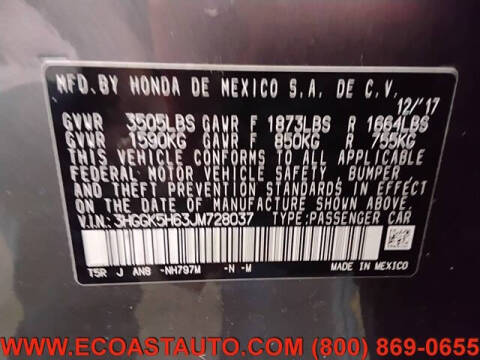 MFD.BY HONDA DE MEXICO S.A. DE C.V.
12/'17
GVWR 3505LBS GAWR F 1873LBS R 1664LBS
GVWR 1590KG GAWR F 850KG R 755KG
THIS VEHICLE CONFORMS TO ALL APPLICABLE
FEDERAL MOTOR VEHICLE SAFETY, BUMPER,
AND THEFT PREVENTION STANDARDS IN EFFECT
ON THE DATE OF MANUFACTURE SHOWN ABOVE.
V.I.N.: 3HGGK5H63JM728037 TYPE:PASSENGER CAR
T5R J AN8 -NH797M -N -M
MADE IN MEXICO
WWW.ECOASTAUTO.COM (800) 869-0655